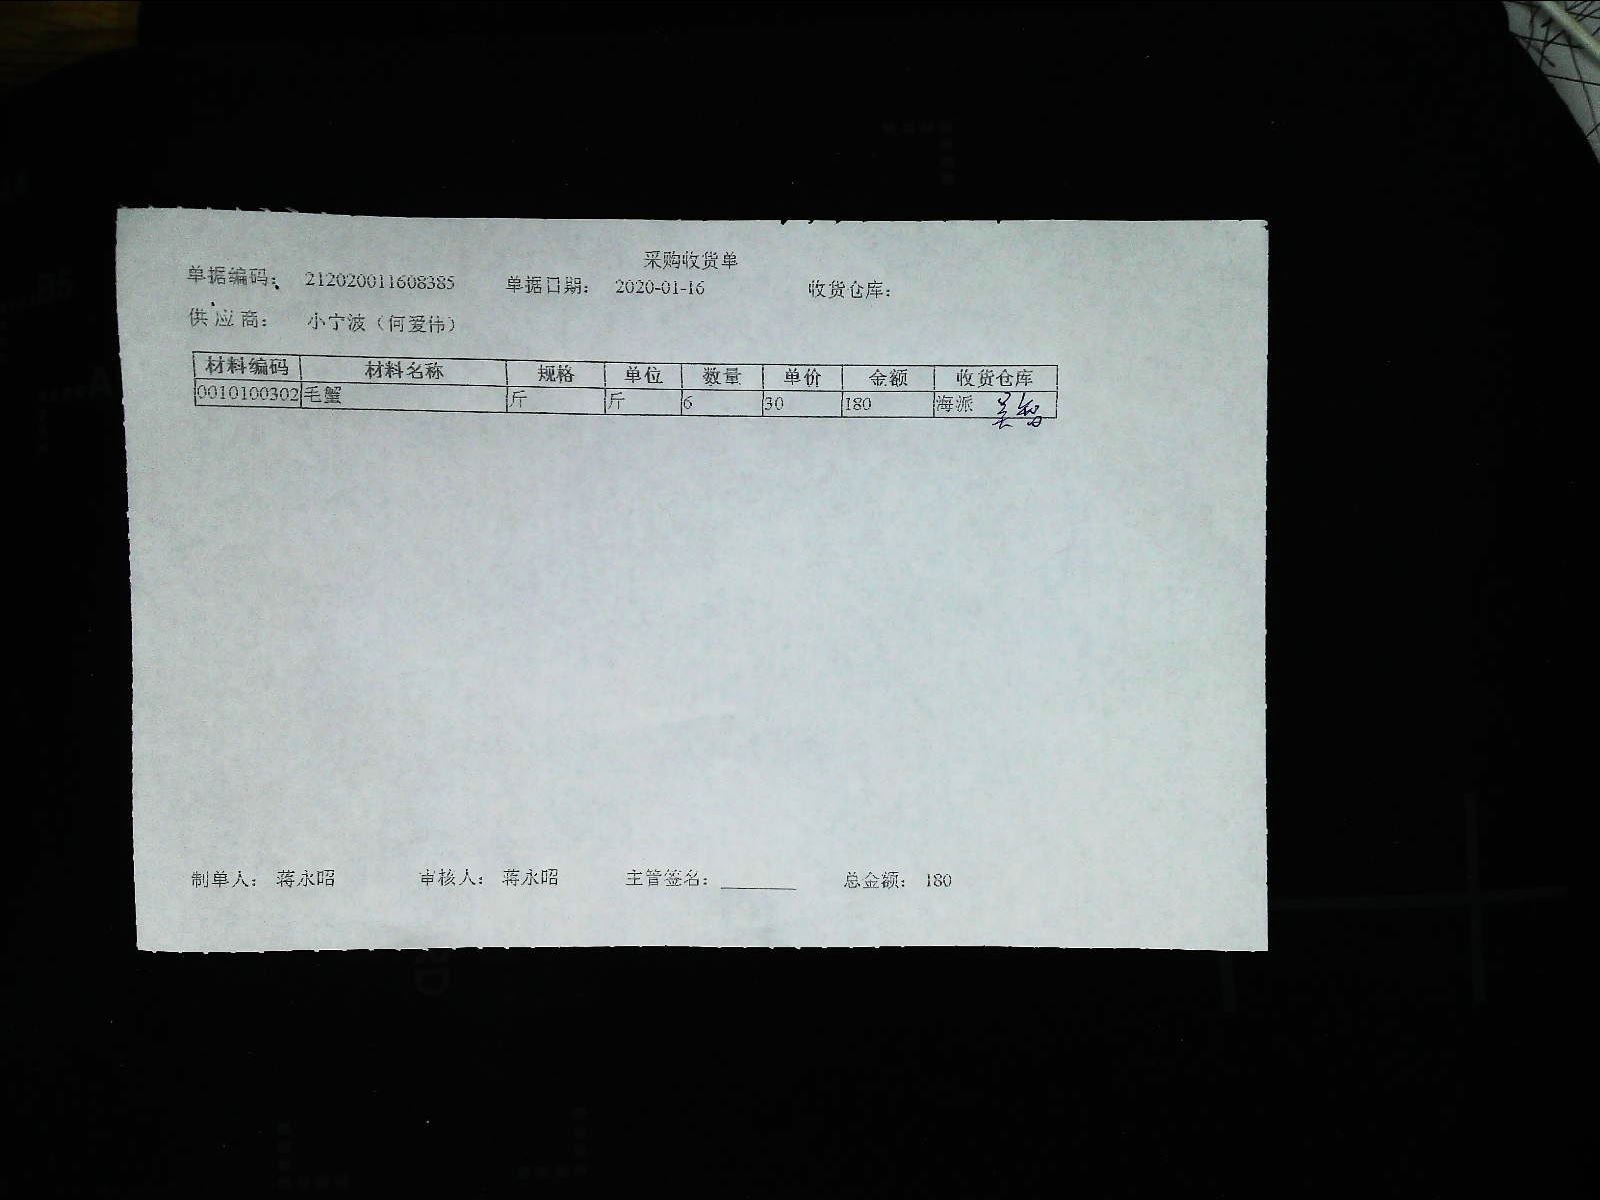 采购收货单
单据编码： 212020011608385 单据日期： 2020-01-16 收货仓库：
供应商： 小宁波（何爱伟）
材料编码 材料名称 规格 单位 数量 单价 金额 收货仓库
0010100302 毛蟹 斤 斤 6 30 180 海派
制单人： 蒋永昭 审核人： 蒋永昭 主管签名： 总金额： 180